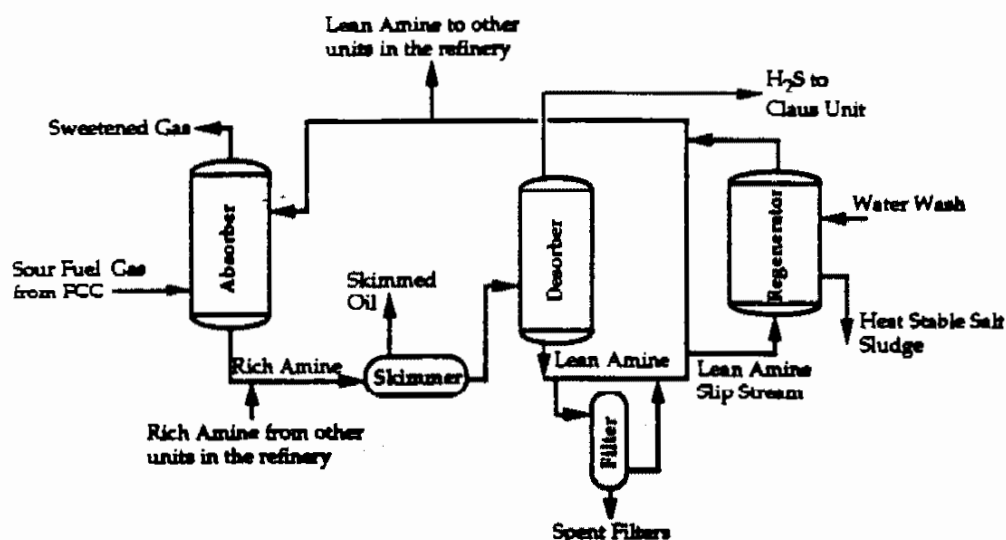 Lean Amine to other
units in the refinery
H₂S to
Claus Unit
Sweetened Gas
Absorber
Desorber
Regenerator
Water Wash
Sour Fuel Gas
from FCC
Skimmed
Oil
Heat Stable Salt
Sludge
Rich Amine
Skimmer
Lean Amine
Lean Amine
Slip Stream
Rich Amine from other
units in the refinery
Filter
Spent Filters